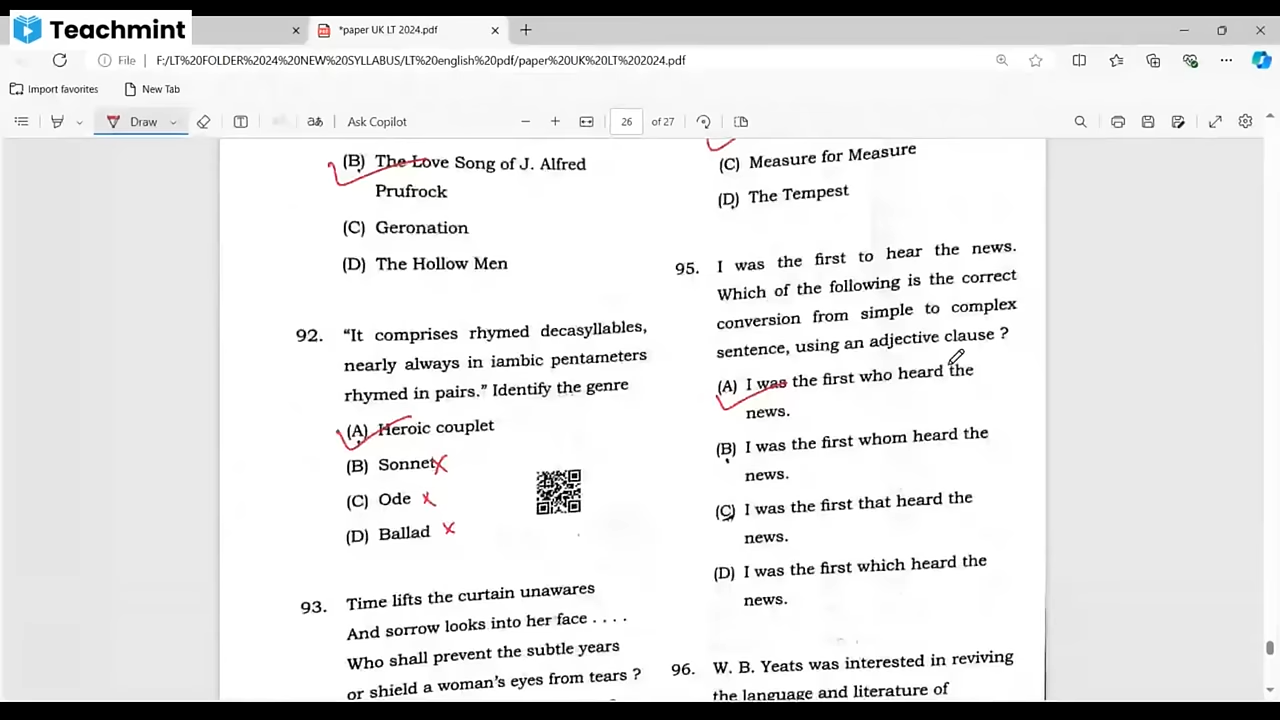 Teachmint
*paper UK LT 2024.pdf
File
F:/LT%20FOLDER%2024%20NEW%20SYLLABUS/LT%20english%20pdf/paper%20UK%20LT%202024.pdf
Import favorites
New Tab
Draw
Ask Copilot
26 of 27
(B) The Love Song of J. Alfred
Prufrock
(C) Geronation
(D) The Hollow Men
92. "It comprises rhymed decasyllables,
nearly always in iambic pentameters
rhymed in pairs." Identify the genre
(A) Heroic couplet
(B) Sonnet
(C) Ode
(D) Ballad
93. Time lifts the curtain unawares
And sorrow looks into her face . . . .
Who shall prevent the subtle years
or shield a woman's eyes from tears ?
(C) Measure for Measure
(D) The Tempest
95. I was the first to hear the news.
Which of the following is the correct
conversion from simple to complex
sentence, using an adjective clause ?
(A) I was the first who heard the
news.
(B) I was the first whom heard the
news.
(C) I was the first that heard the
news.
(D) I was the first which heard the
news.
96. W. B. Yeats was interested in reviving
the language and literature of